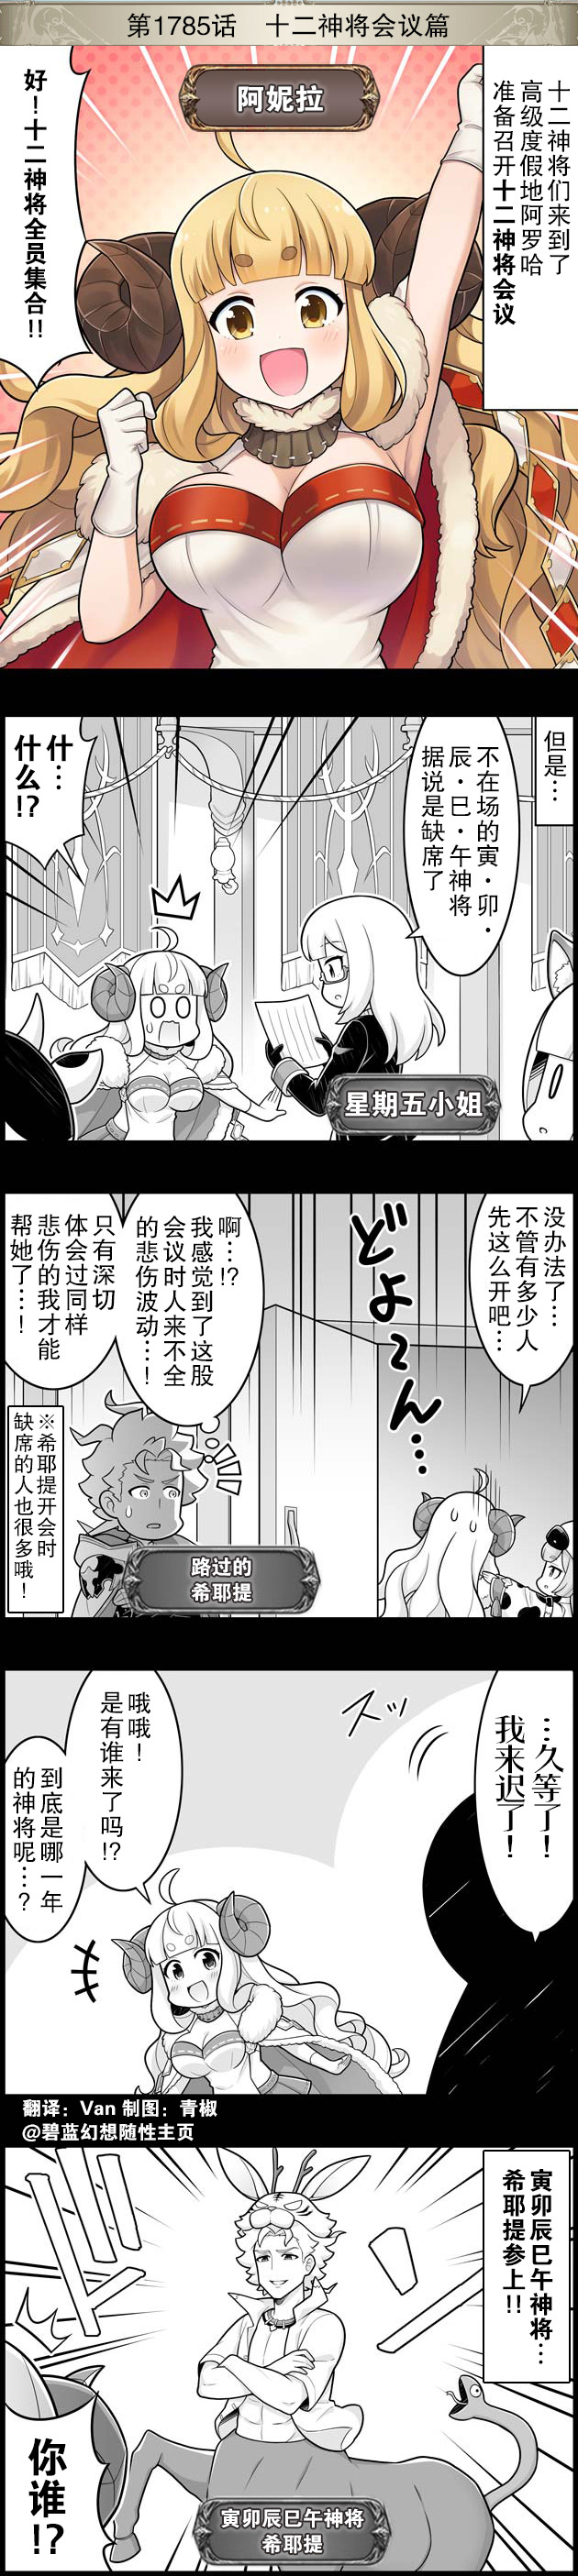 第1785话　十二神将会议篇
十二神将们来到了
高级度假地阿罗哈
准备召开十二神将会议
阿妮拉
好！十二神将全员集合!!
但是…
不在场的寅·卯·
辰·巳·午神将
据说是缺席了
什…
什么!?
星期五小姐
没办法了…
不管有多少人
先这么开吧…
どよ～ん…
啊…!?
我感觉到了这股
会议时人来不全
的悲伤波动…！
只有深切
体会过同样
悲伤的我才能
帮她了…！
※希耶提开会时
缺席的人也很多哦！
路过的
希耶提
…久等了！
我来迟了！
スッ
哦哦！
是有谁来了吗!?
到底是哪一年
的神将呢…?
翻译：Van 制图：青椒
@碧蓝幻想随性主页
寅卯辰巳午神将…
希耶提参上!!
你谁!?
寅卯辰巳午神将
希耶提